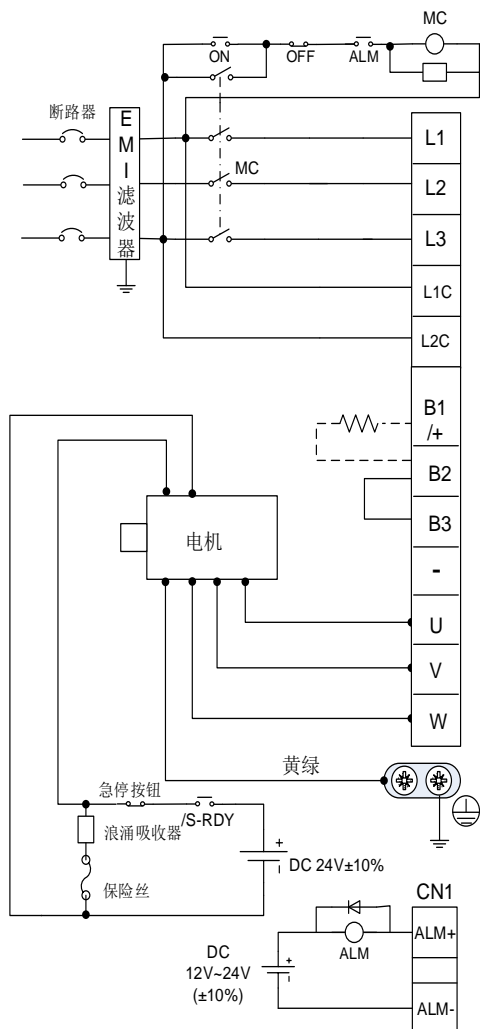 MC
ON
OFF
ALM
断路器
E
M
I
滤
波
器
MC
L1
L2
L3
L1C
L2C
B1
/+
B2
B3
-
电机
U
V
W
黄绿
急停按钮
/S-RDY
浪涌吸收器
+
-
DC 24V±10%
保险丝
CN1
ALM+
ALM
DC
12V~24V
(±10%)
+
-
ALM-